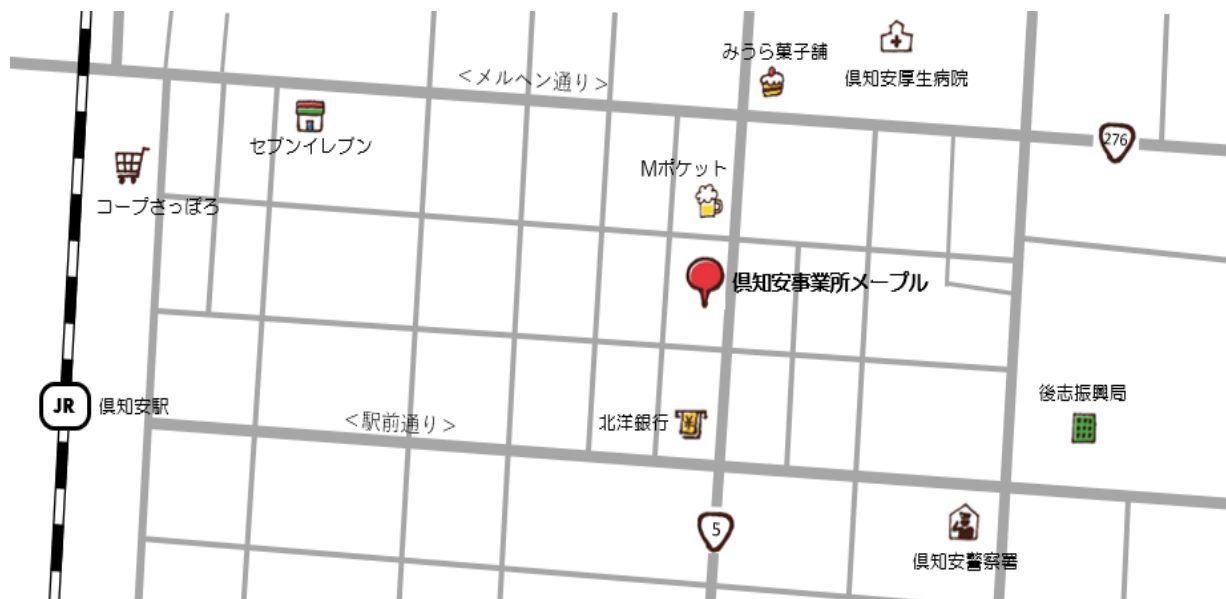 みうら菓子舗
倶知安厚生病院
<メルヘン通り>
276
セブンイレブン
Mポケット
コープさっぽろ
倶知安事業所メープル
後志振興局
JR
倶知安駅
<駅前通り>
北洋銀行
5
倶知安警察署